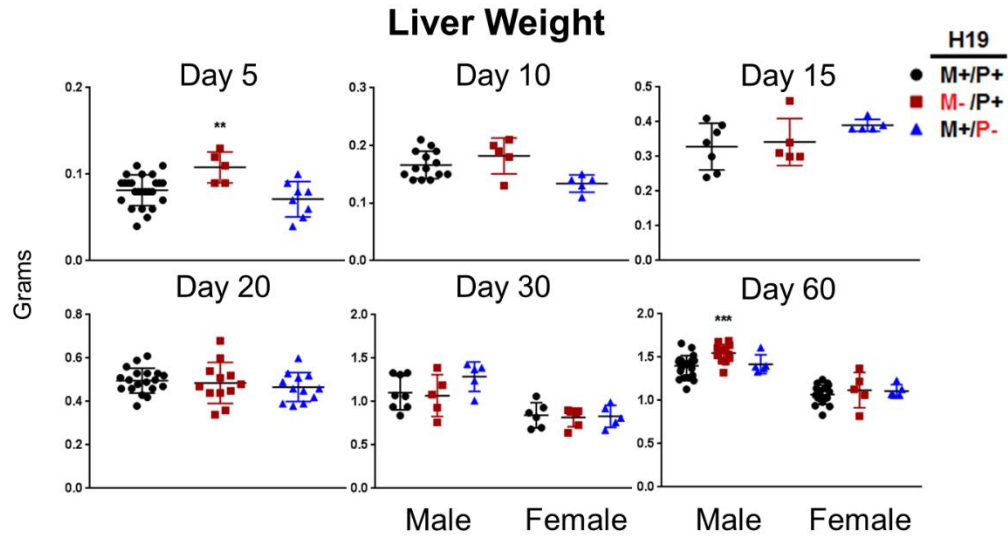 Liver Weight
H19
M+/P+
M- /P+
M+/P-
Day 5
Day 10
Day 15
0.2
0.1
0.0
**
0.3
0.2
0.1
0.0
0.5
0.4
0.3
0.2
0.1
0.0
Grams
Day 20
Day 30
Day 60
0.8
0.6
0.4
0.2
0.0
2.0
1.5
1.0
0.5
0.0
2.0
1.5
1.0
0.5
0.0
***
Male Female Male Female